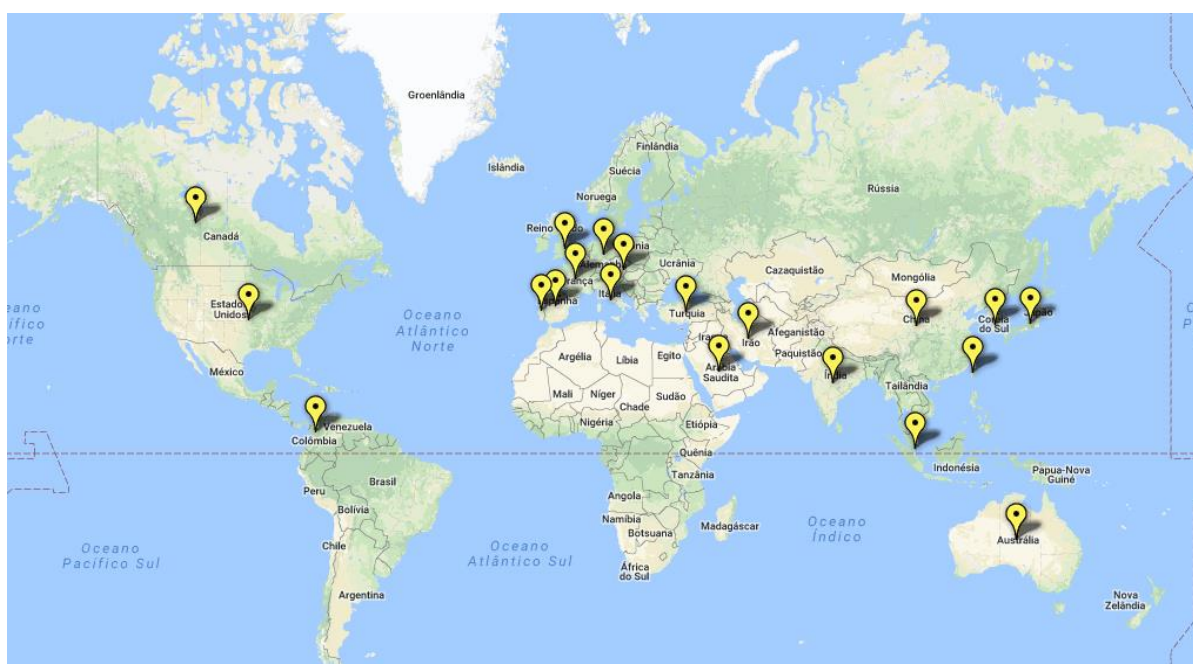 Groenlândia
Islândia
Finlândia
Suécia
Noruega
Rússia
Canadá
Reino
Ucrânia
Cazaquistão
Mongólia
Estados
Unidos
Oceano
Atlântico
Norte
Itália
Turquia
China
Coreia
do Sul
Japão
Irão
Afeganistão
Paquistão
Argélia
Líbia
Egito
Arábia
Saudita
Índia
México
Mali
Níger
Chade
Sudão
Tailândia
Nigéria
Etiópia
Venezuela
Colômbia
Quênia
Indonésia
Papua-Nova
Guiné
Tanzânia
Peru
Brasil
Bolívia
Angola
Namíbia
Botsuana
Madagáscar
Oceano
Índico
Austrália
Oceano
Pacífico Sul
Chile
Oceano
Atlântico Sul
África
do Sul
Argentina
Nova
Zelândia